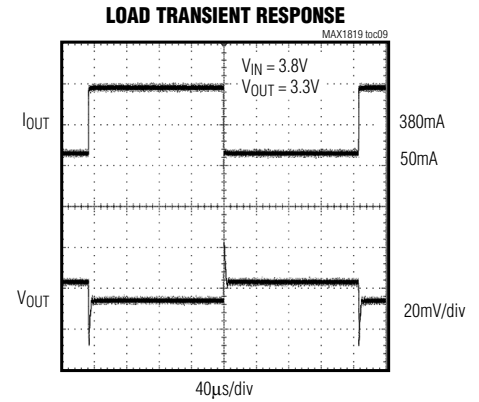 LOAD TRANSIENT RESPONSE
MAX1819 toc09
VIN = 3.8V
VOUT = 3.3V
IOUT
380mA
50mA
VOUT
20mV/div
40μs/div